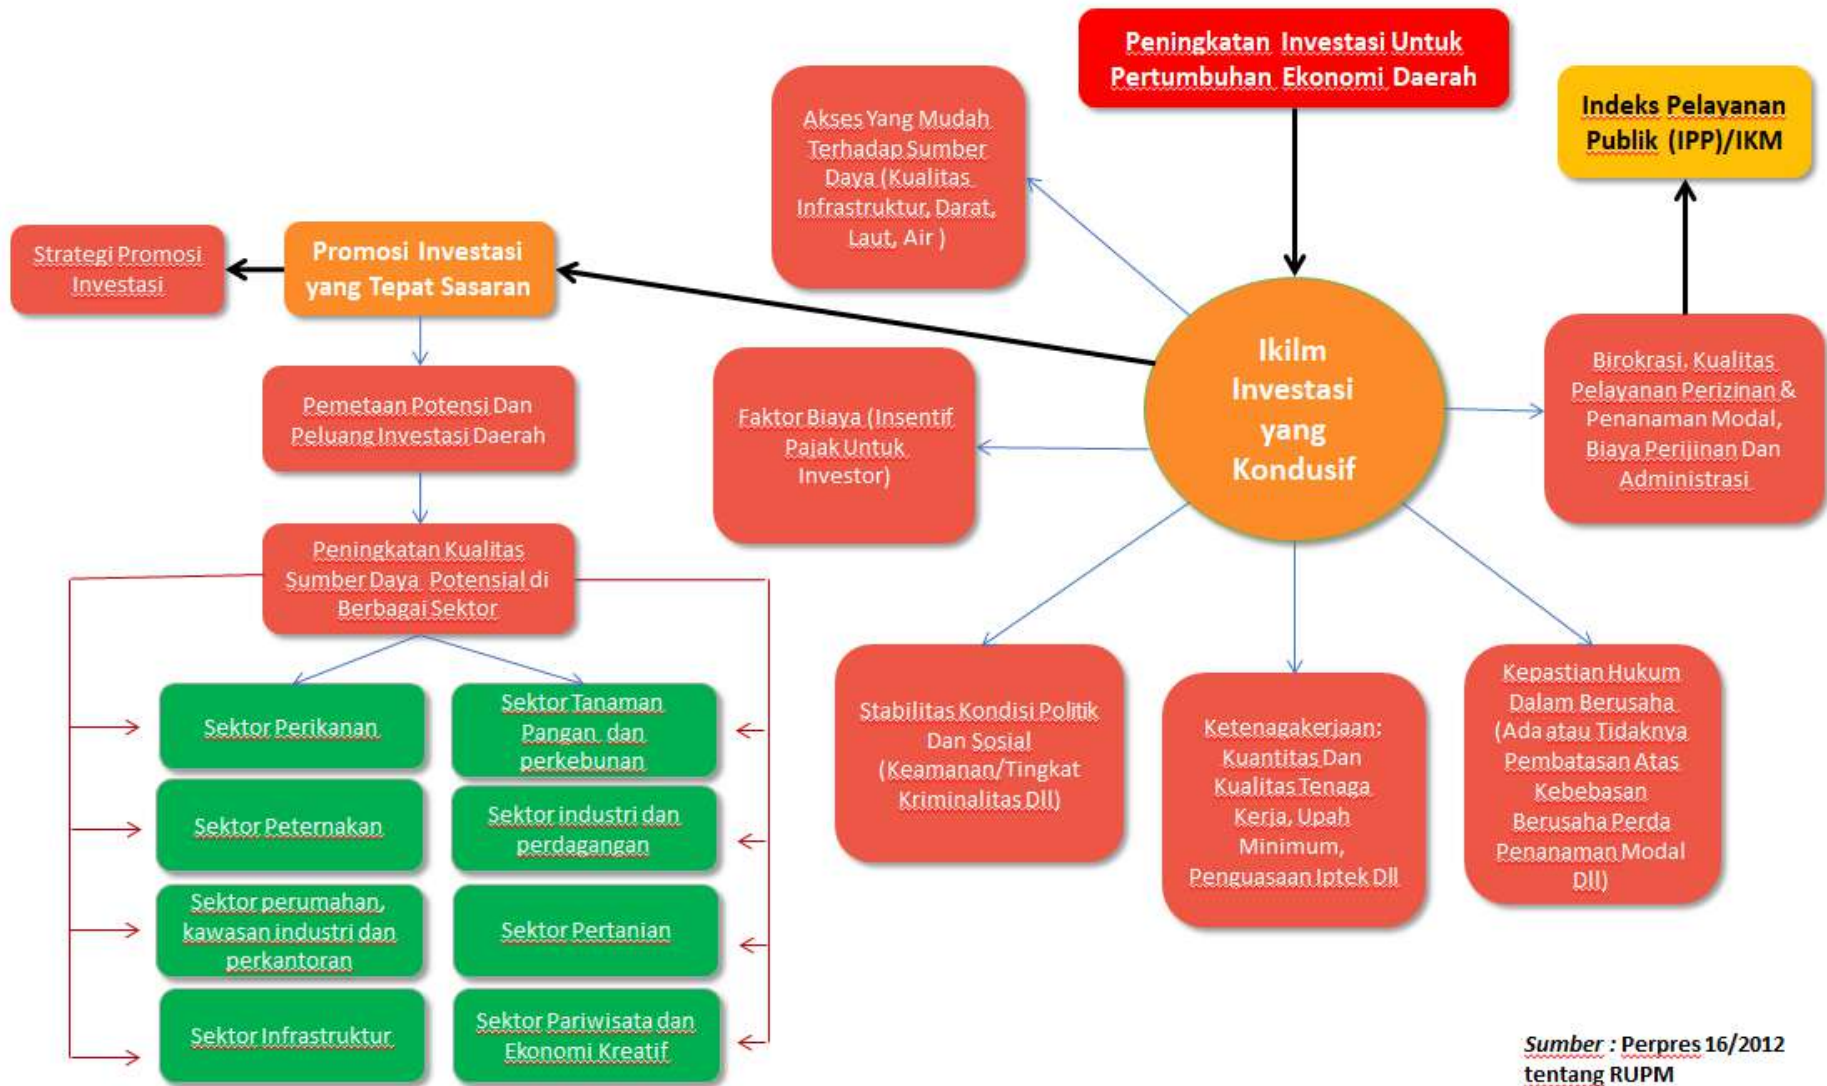 Peningkatan Investasi Untuk
Pertumbuhan Ekonomi Daerah
Indeks Pelayanan
Publik (IPP)/IKM
Akses Yang Mudah
Terhadap Sumber
Daya (Kualitas
Infrastruktur, Darat,
Laut, Air )
Strategi Promosi
Investasi
Promosi Investasi
yang Tepat Sasaran
Ikilm
Investasi
yang
Kondusif
Birokrasi, Kualitas
Pelayanan Perizinan &
Penanaman Modal,
Biaya Perijinan Dan
Administrasi
Pemetaan Potensi Dan
Peluang Investasi Daerah
Faktor Biaya (Insentif
Pajak Untuk
Investor)
Peningkatan Kualitas
Sumber Daya Potensial di
Berbagai Sektor
Sektor Perikanan
Sektor Tanaman
Pangan dan
perkebunan
Sektor Peternakan
Sektor industri dan
perdagangan
Sektor perumahan,
kawasan industri dan
perkantoran
Sektor Pertanian
Sektor Infrastruktur
Sektor Pariwisata dan
Ekonomi Kreatif
Stabilitas Kondisi Politik
Dan Sosial
(Keamanan/Tingkat
Kriminalitas Dll)
Ketenagakerjaan:
Kuantitas Dan
Kualitas Tenaga
Kerja, Upah
Minimum,
Penguasaan Iptek Dll
Kepastian Hukum
Dalam Berusaha
(Ada atau Tidaknya
Pembatasan Atas
Kebebasan
Berusaha Perda
Penanaman Modal
Dll)
Sumber : Perpres 16/2012
tentang RUPM